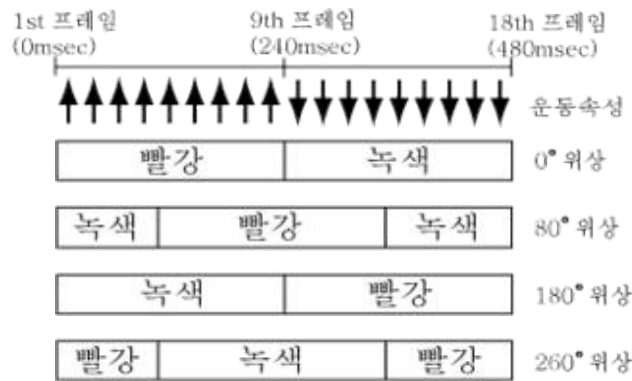 1st 프레임 9th 프레임 18th 프레임
(0msec) (240msec) (480msec)
운동속성
빨강 녹색 0° 위상
녹색 빨강 녹색 80° 위상
녹색 빨강 180° 위상
빨강 녹색 빨강 260° 위상